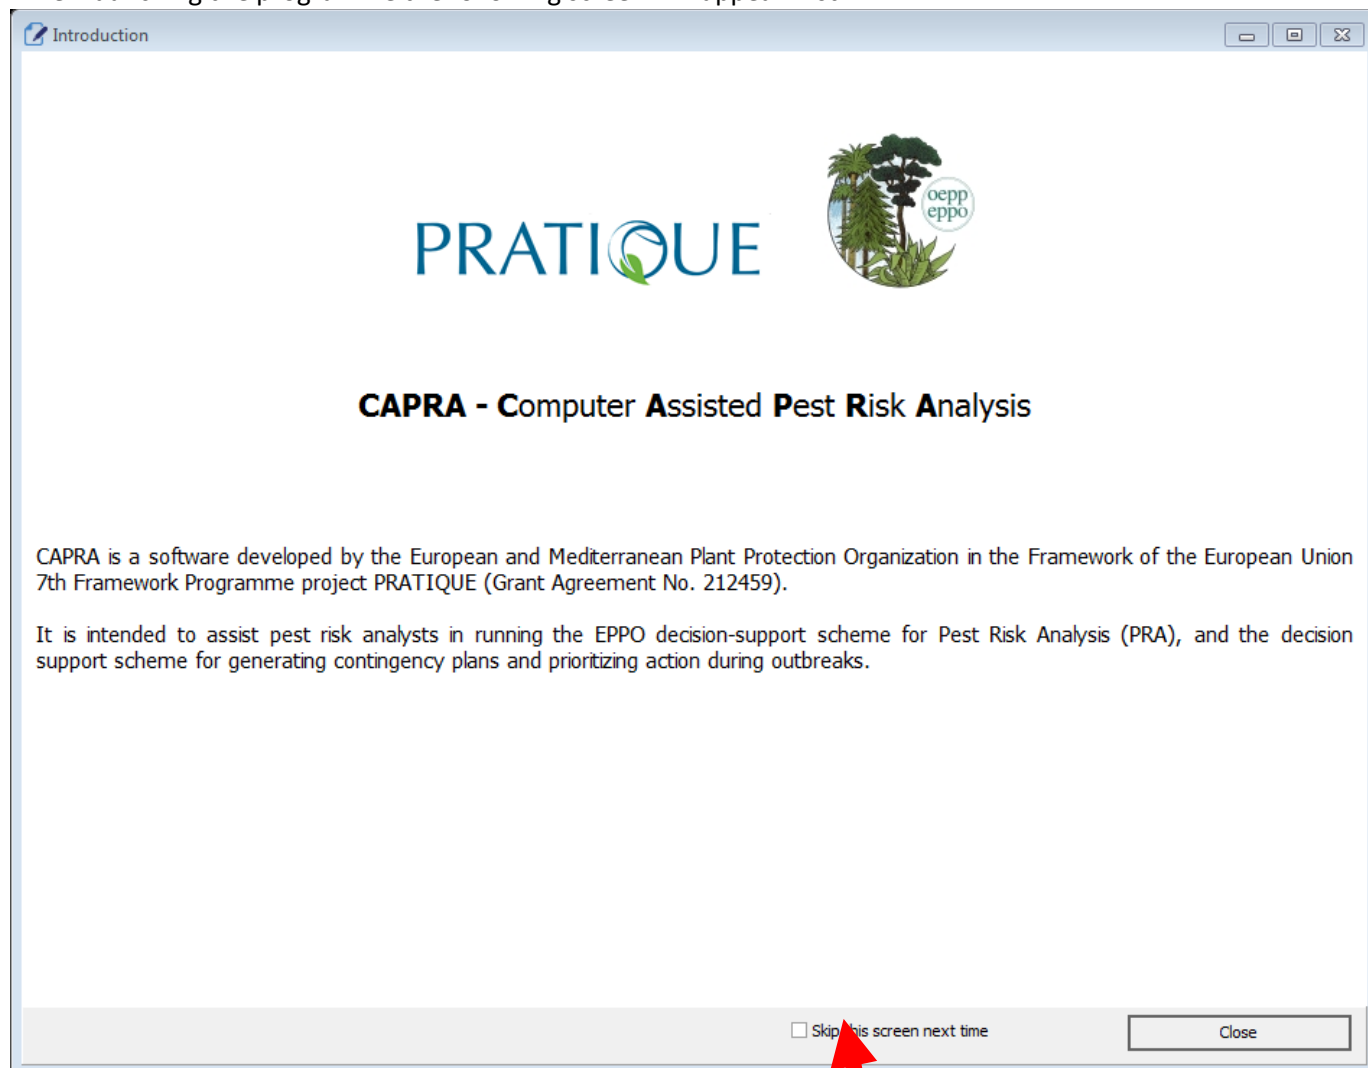 Introduction
oepp
eppo
PRATIQUE
CAPRA - Computer Assisted Pest Risk Analysis
CAPRA is a software developed by the European and Mediterranean Plant Protection Organization in the Framework of the European Union
7th Framework Programme project PRATIQUE (Grant Agreement No. 212459).
It is intended to assist pest risk analysts in running the EPPO decision-support scheme for Pest Risk Analysis (PRA), and the decision
support scheme for generating contingency plans and prioritizing action during outbreaks.
Skip this screen next time
Close